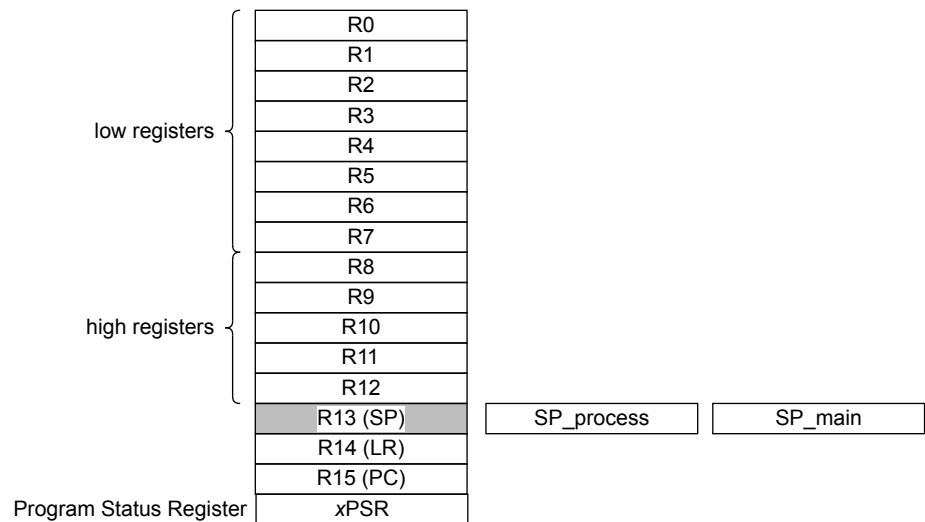 R0
R1
R2
R3
low registers
R4
R5
R6
R7
R8
R9
high registers
R10
R11
R12
R13 (SP) SP_process SP_main
R14 (LR)
R15 (PC)
Program Status Register xPSR